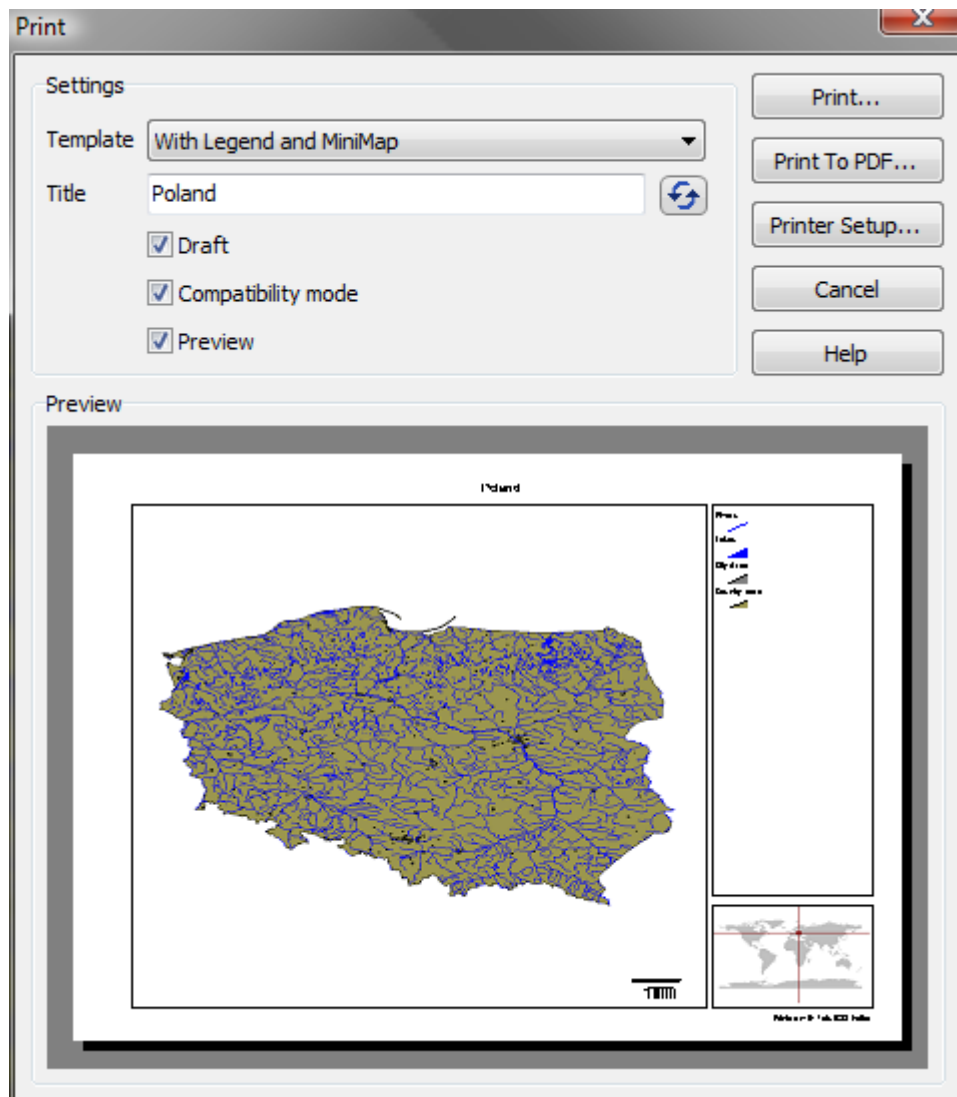 Print
Settings
Template With Legend and MiniMap
Title Poland
Draft
Compatibility mode
Preview
Print...
Print To PDF...
Printer Setup...
Cancel
Help
Preview
Poland